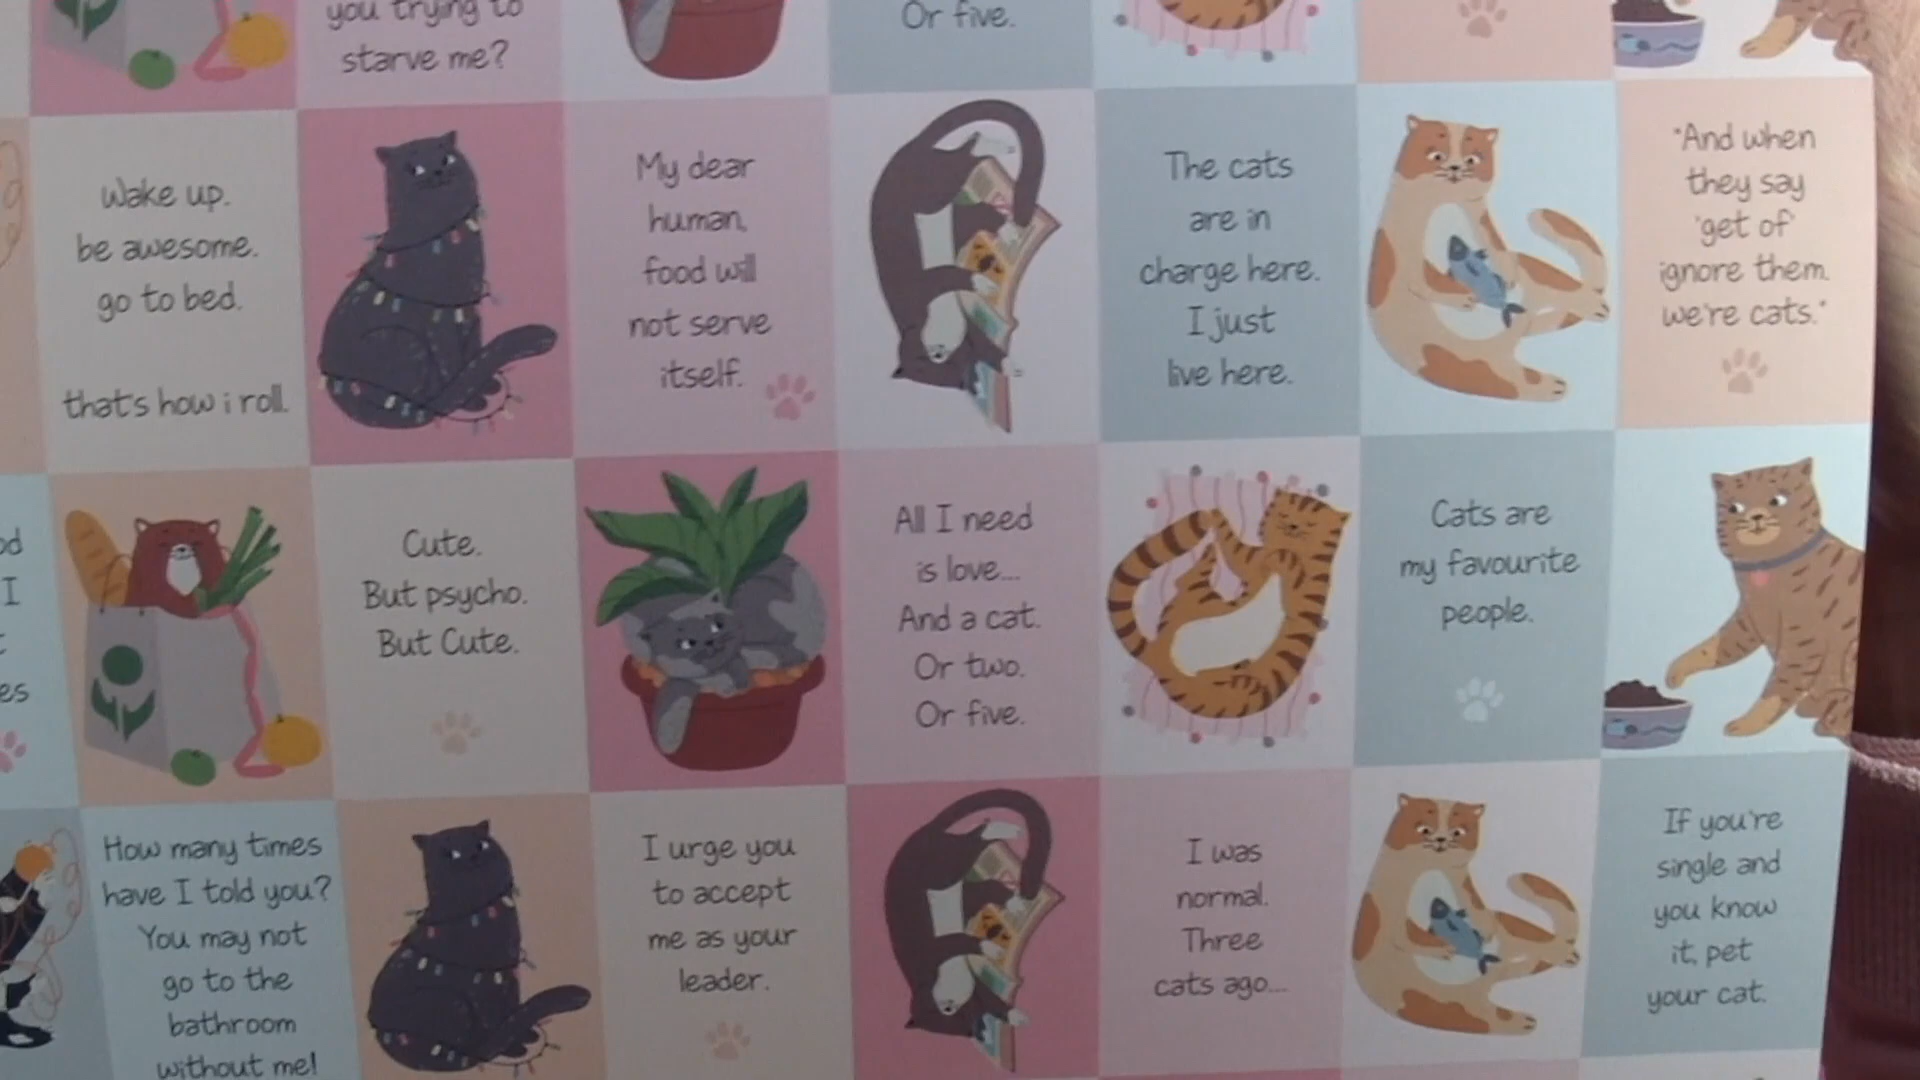 you trying to
starve me?
Or five.
Wake up.
be awesome.
go to bed.
that's how i roll.
My dear
human,
food will
not serve
itself.
The cats
are in
charge here.
I just
live here.
"And when
they say
'get of'
ignore them.
we're cats."
Cute.
But psycho.
But Cute.
All I need
is love...
And a cat.
Or two.
Or five.
Cats are
my favourite
people.
How many times
have I told you?
You may not
go to the
bathroom
without me!
I urge you
to accept
me as your
leader.
I was
normal.
Three
cats ago...
If you're
single and
you know
it, pet
your cat.